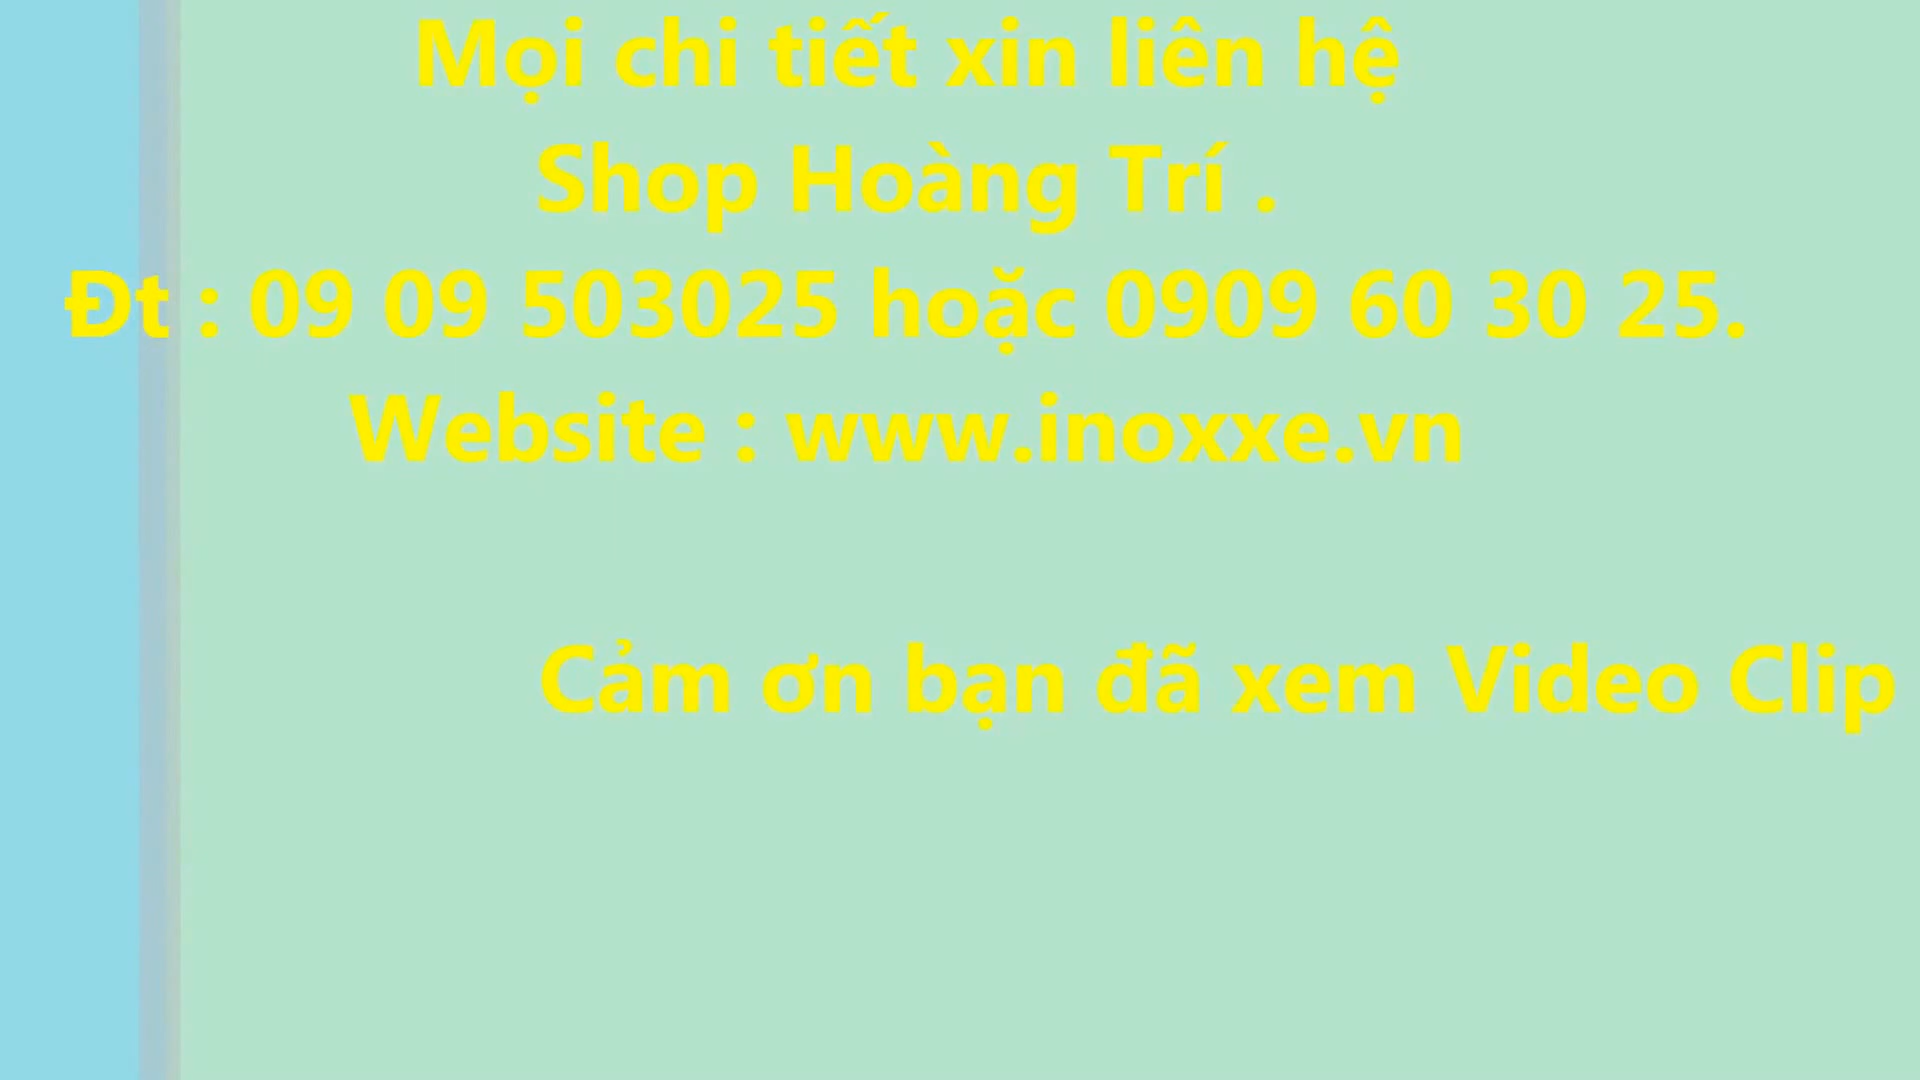 Mọi chi tiết xin liên hệ
Shop Hoàng Trí .
Đt : 09 09 503025 hoặc 0909 60 30 25.
Website : www.inoxxe.vn
Cảm ơn bạn đã xem Video Clip